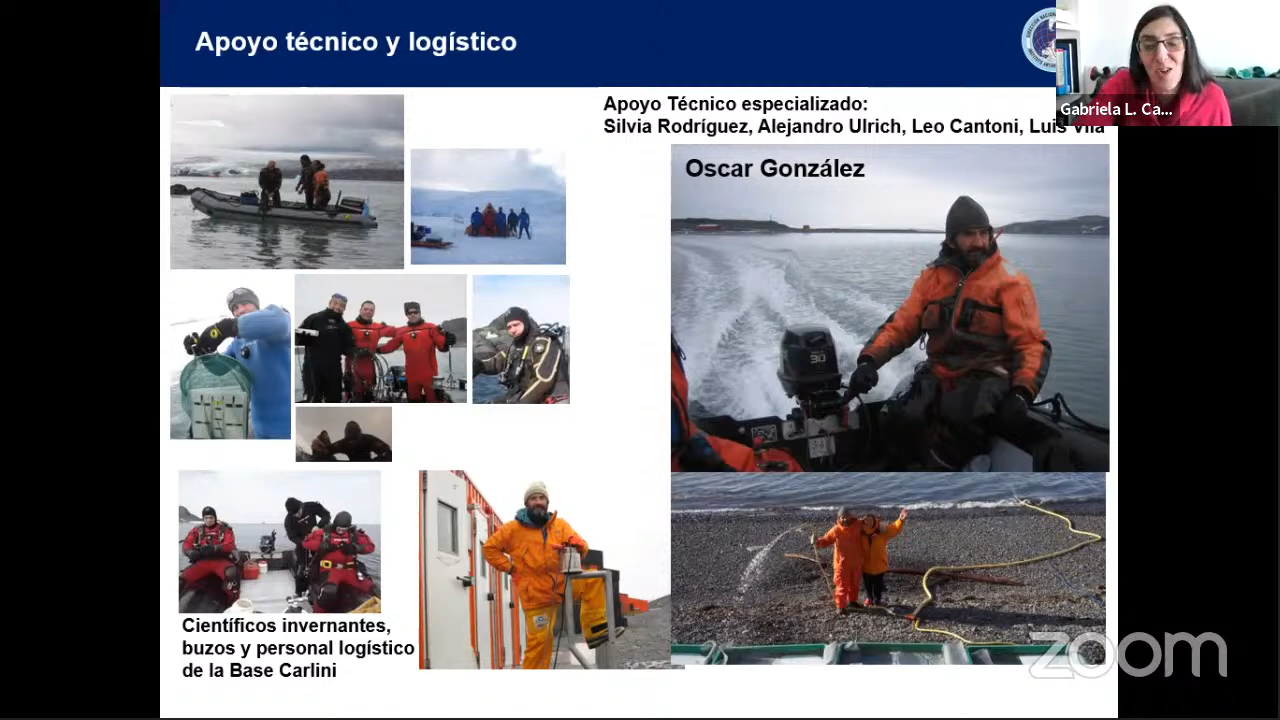 Apoyo técnico y logístico
Gabriela L. Ca...
Apoyo Técnico especializado:
Silvia Rodríguez, Alejandro Ulrich, Leo Cantoni, Luis Vila
Oscar González
30
Científicos invernantes,
buzos y personal logístico
de la Base Carlini
zoom